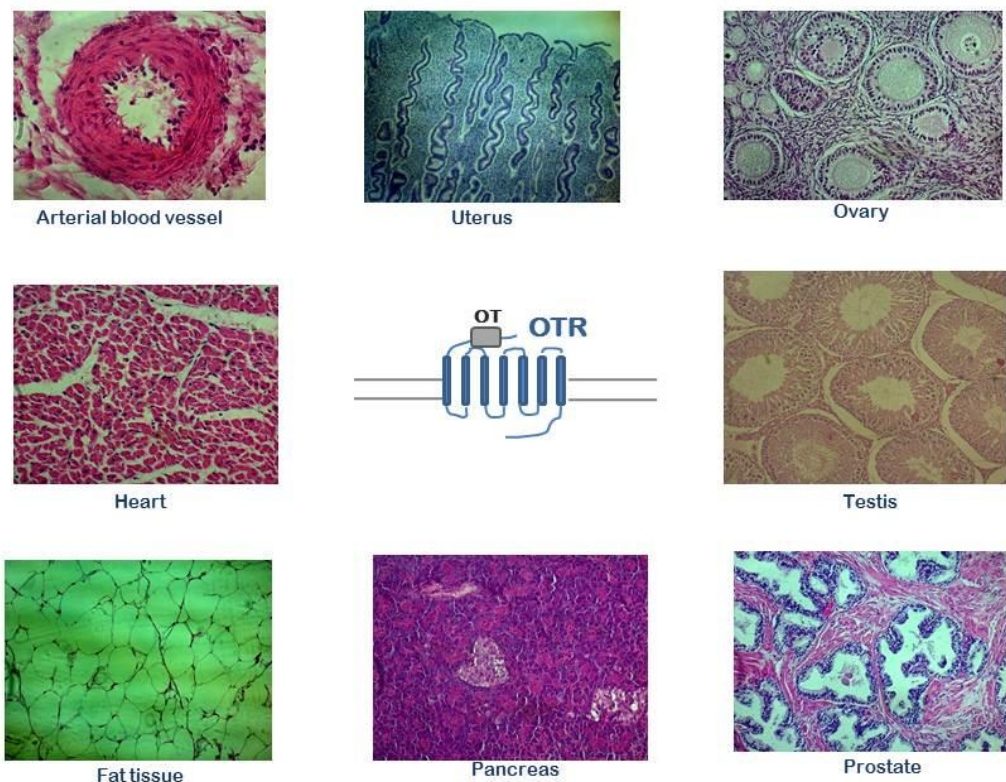 Arterial blood vessel
Uterus
Ovary
OT
OTR
Heart
Testis
Fat tissue
Pancreas
Prostate